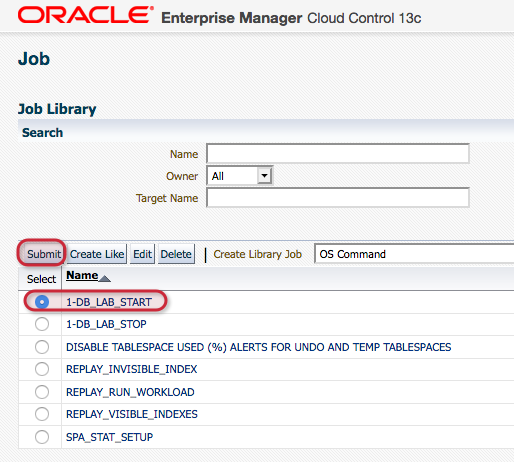 ORACLE Enterprise Manager Cloud Control 13c
Job
Job Library
Search
Name
Owner All
Target Name
Submit Create Like Edit Delete | Create Library Job OS Command
Select Name
1-DB_LAB_START
1-DB_LAB_STOP
DISABLE TABLESPACE USED (%) ALERTS FOR UNDO AND TEMP TABLESPACES
REPLAY_INVISIBLE_INDEX
REPLAY_RUN_WORKLOAD
REPLAY_VISIBLE_INDEXES
SPA_STAT_SETUP